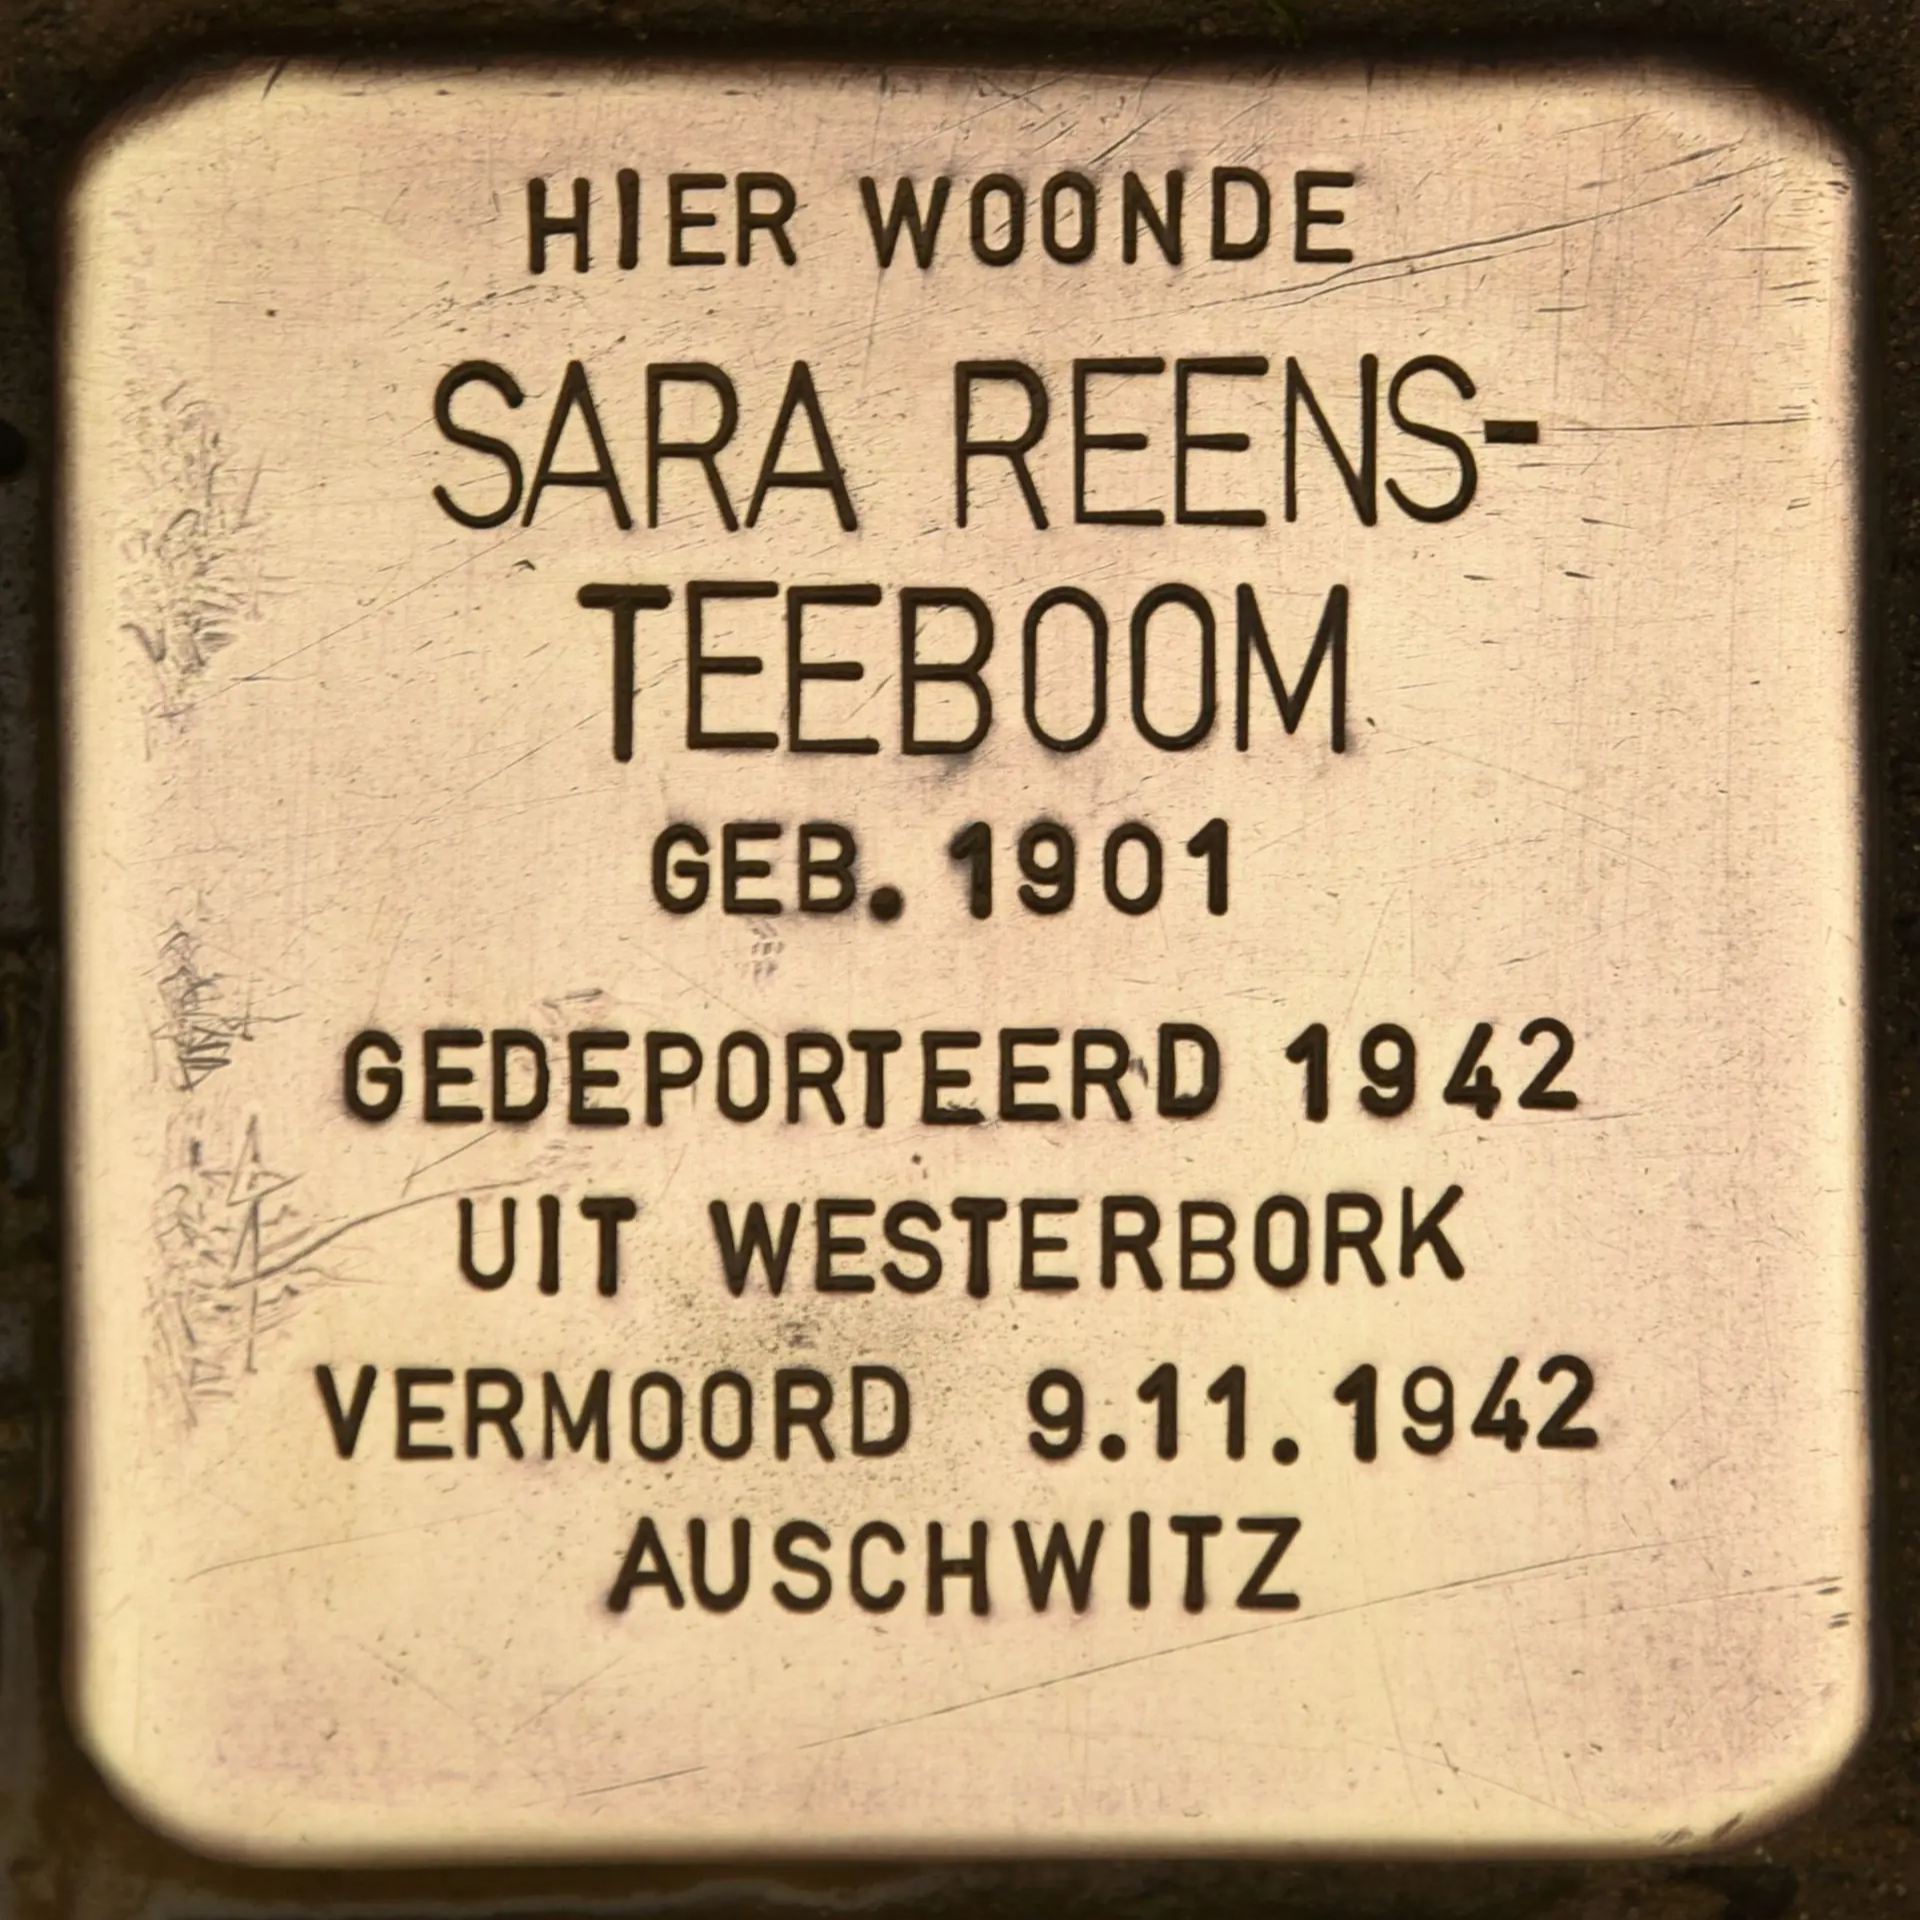 HIER WOONDE
SARA REENS-
TEEBOOM
GEB. 1901
GEDEPORTEERD 1942
UIT WESTERBORK
VERMOORD 9.11.1942
AUSCHWITZ